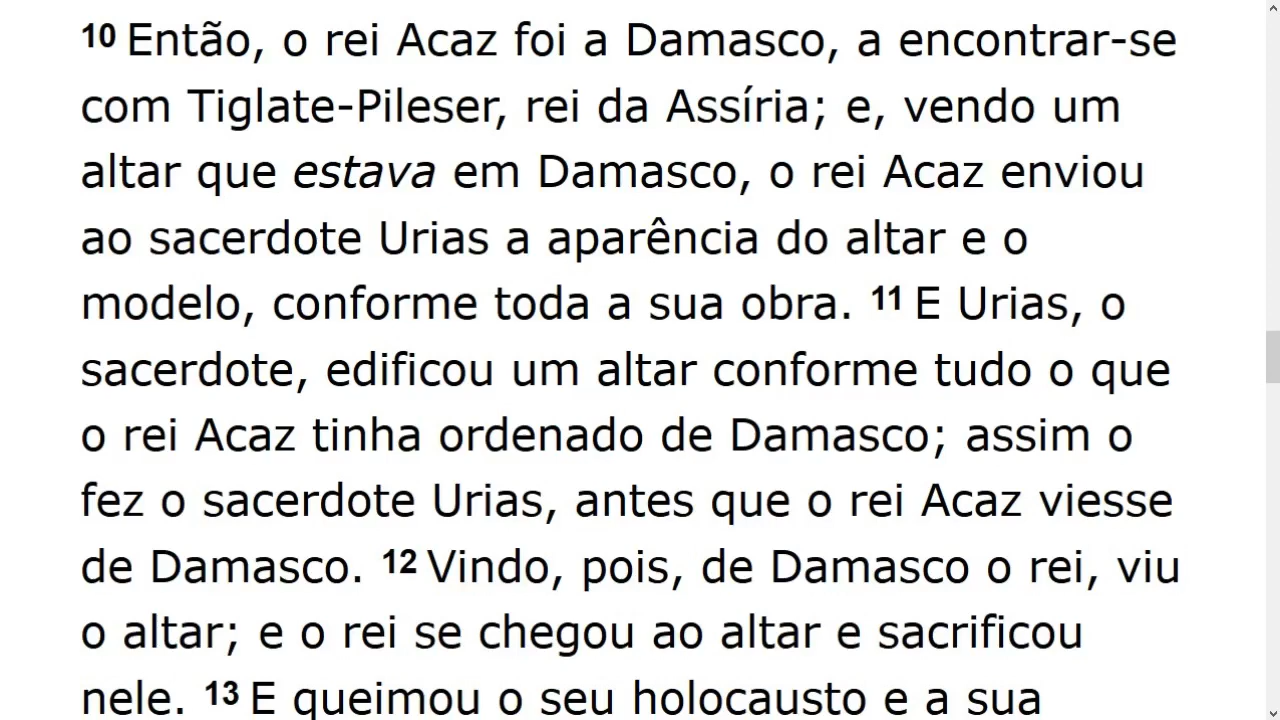 10 Então, o rei Acaz foi a Damasco, a encontrar-se
com Tiglate-Pileser, rei da Assíria; e, vendo um
altar que estava em Damasco, o rei Acaz enviou
ao sacerdote Urias a aparência do altar e o
modelo, conforme toda a sua obra. 11 E Urias, o
sacerdote, edificou um altar conforme tudo o que
o rei Acaz tinha ordenado de Damasco; assim o
fez o sacerdote Urias, antes que o rei Acaz viesse
de Damasco. 12 Vindo, pois, de Damasco o rei, viu
o altar; e o rei se chegou ao altar e sacrificou
nele. 13 E queimou o seu holocausto e a sua